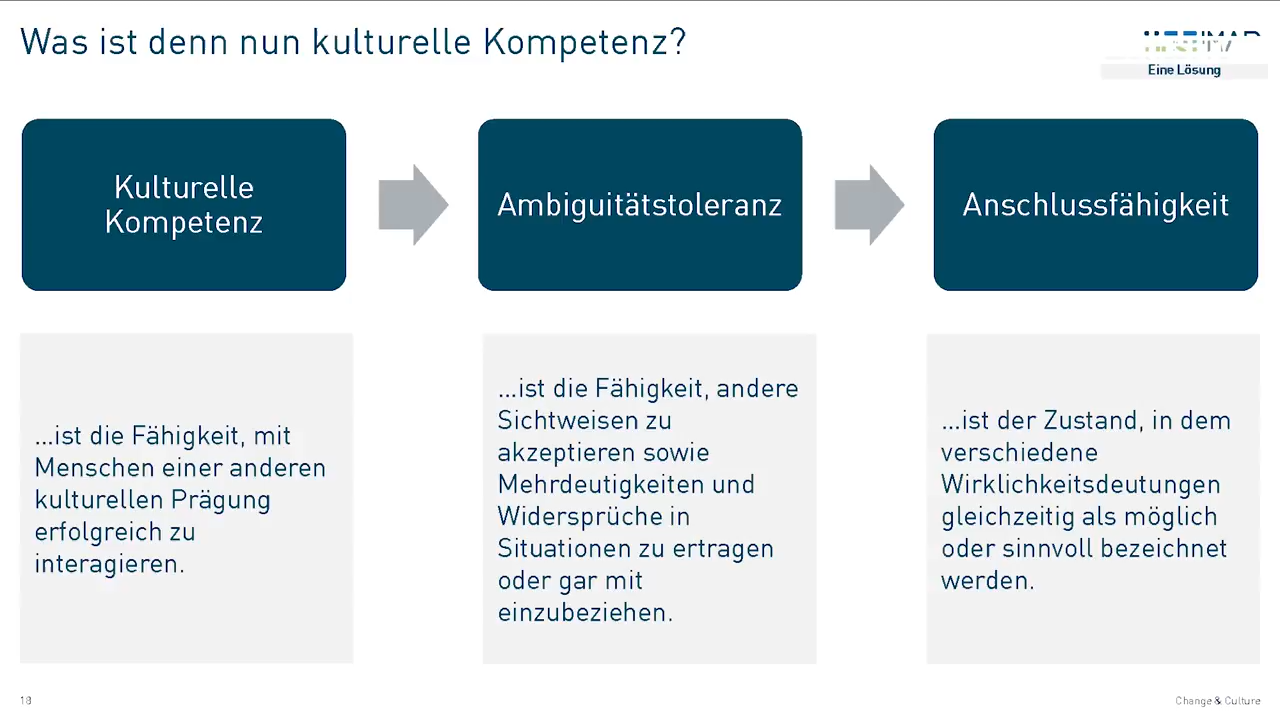 Was ist denn nun kulturelle Kompetenz?
Eine Lösung
Kulturelle
Kompetenz
Ambiguitätstoleranz
Anschlussfähigkeit
...ist die Fähigkeit, mit
Menschen einer anderen
kulturellen Prägung
erfolgreich zu
interagieren.
...ist die Fähigkeit, andere
Sichtweisen zu
akzeptieren sowie
Mehrdeutigkeiten und
Widersprüche in
Situationen zu ertragen
oder gar mit
einzubeziehen.
...ist der Zustand, in dem
verschiedene
Wirklichkeitsdeutungen
gleichzeitig als möglich
oder sinnvoll bezeichnet
werden.
18
Change & Culture